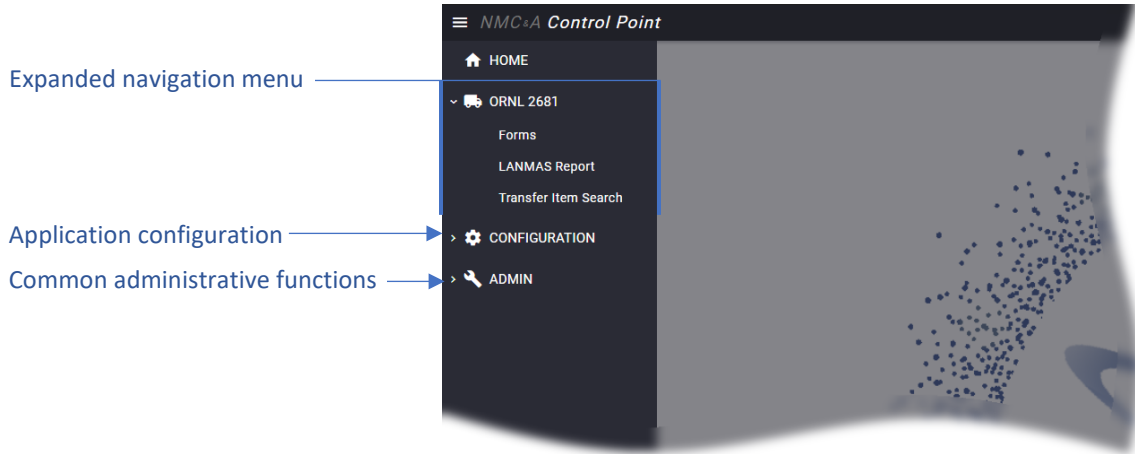 NMC&A Control Point
HOME
Expanded navigation menu
ORNL 2681
Forms
LANMAS Report
Transfer Item Search
Application configuration
CONFIGURATION
Common administrative functions
ADMIN